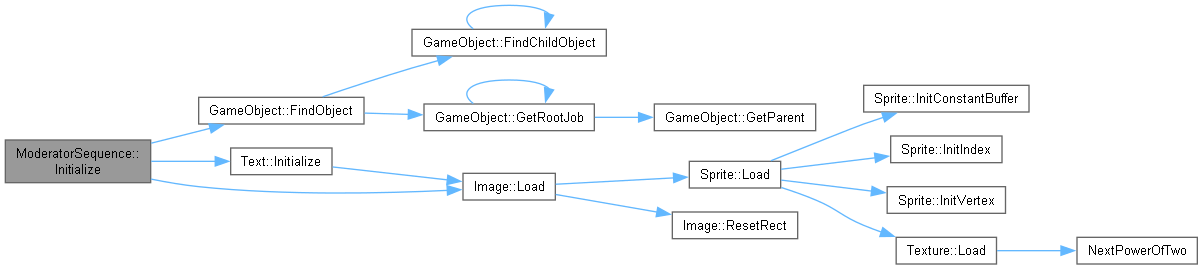 ModeratorSequence::
Initialize
GameObject::FindObject
GameObject::FindChildObject
GameObject::GetRootJob
GameObject::GetParent
Text::Initialize
Image::Load
Sprite::Load
Sprite::InitConstantBuffer
Sprite::InitIndex
Sprite::InitVertex
Texture::Load
NextPowerOfTwo
Image::ResetRect